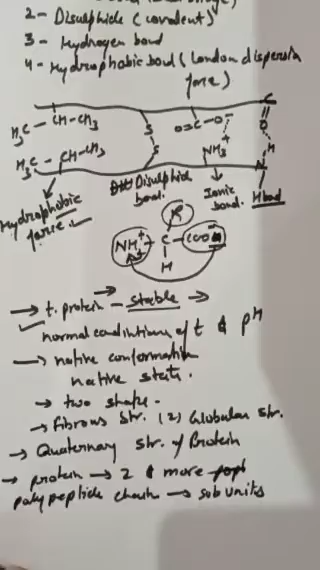 2- Disulphide (covalent)
3- Hydrogen bond
4- Hydrophobic bond (London dispersion
force)
H₃C - CH-CH₃
S
S
O=C-O⁻
C
O
H₃C - CH-CH₃
NH₃⁺
H
N
Hydrophobic
force.
Disulphide
bond.
Ionic
bond.
H bond
R
NH₃⁺ - C - COO
H
→ t. protein - stable →
normal condintions of t & pH
→ native conformation
native state.
→ two shape.
→ Fibrous str. (2) Globular str.
→ Quaternary str. of Protein
→ protein → 2 & more
polypeptide chain → subunits